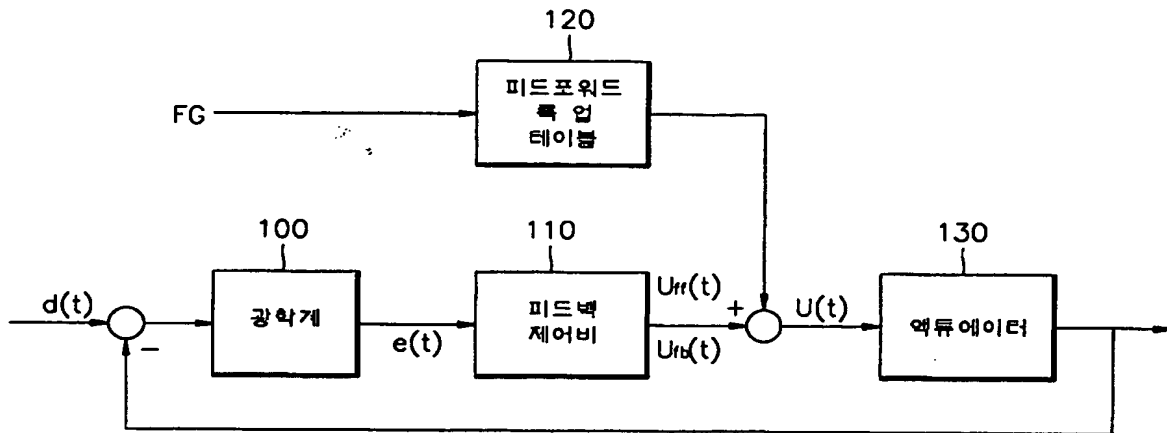 120
피드포워드
룩 업
테이블
FG
100
110
130
d(t)
−
광학계
e(t)
피드백
제어비
Uff(t)
Ufb(t)
+
U(t)
액튜에이터